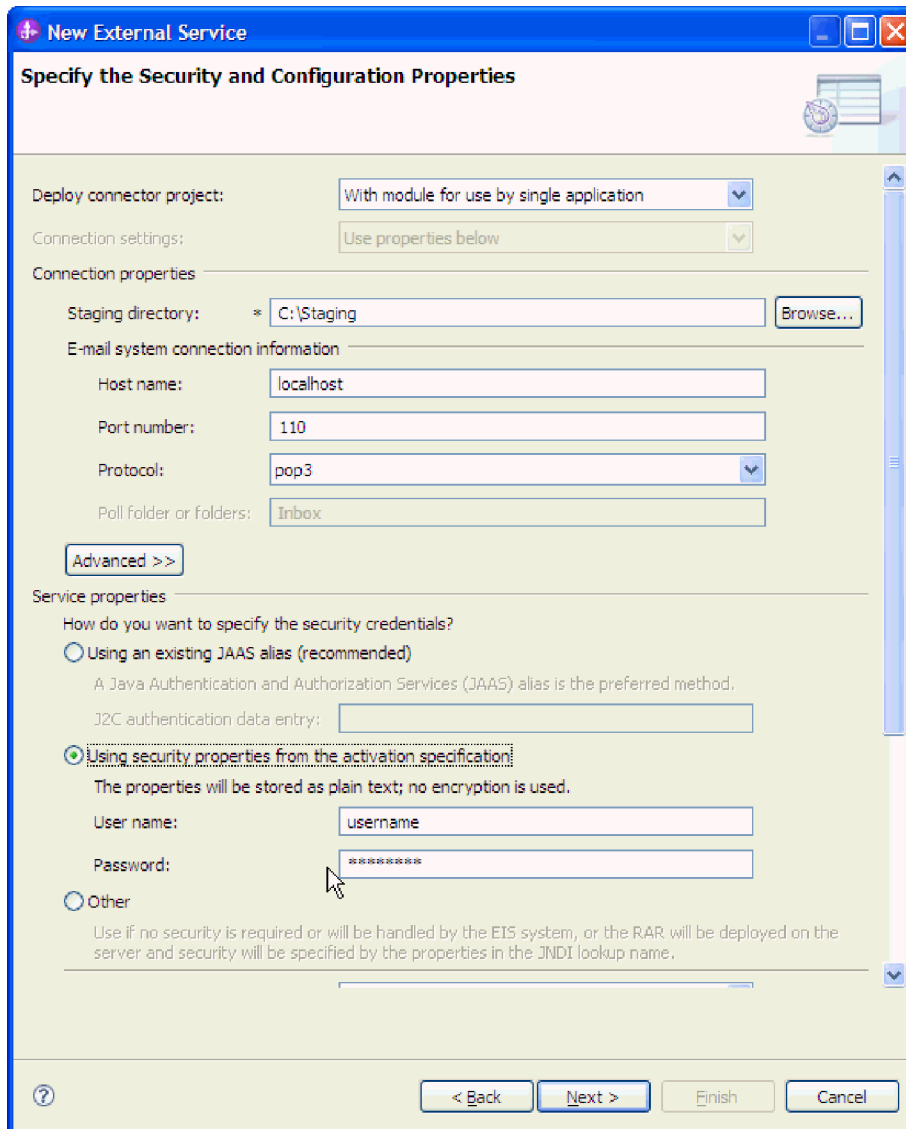 New External Service
Specify the Security and Configuration Properties
Deploy connector project: With module for use by single application
Connection settings: Use properties below
Connection properties
Staging directory: * C:\Staging Browse...
E-mail system connection information
Host name: localhost
Port number: 110
Protocol: pop3
Poll folder or folders: Inbox
Advanced >>
Service properties
How do you want to specify the security credentials?
Using an existing JAAS alias (recommended)
A Java Authentication and Authorization Services (JAAS) alias is the preferred method.
J2C authentication data entry:
Using security properties from the activation specification
The properties will be stored as plain text; no encryption is used.
User name: username
Password: ********
Other
Use if no security is required or will be handled by the EIS system, or the RAR will be deployed on the
server and security will be specified by the properties in the JNDI lookup name.
? < Back Next > Finish Cancel